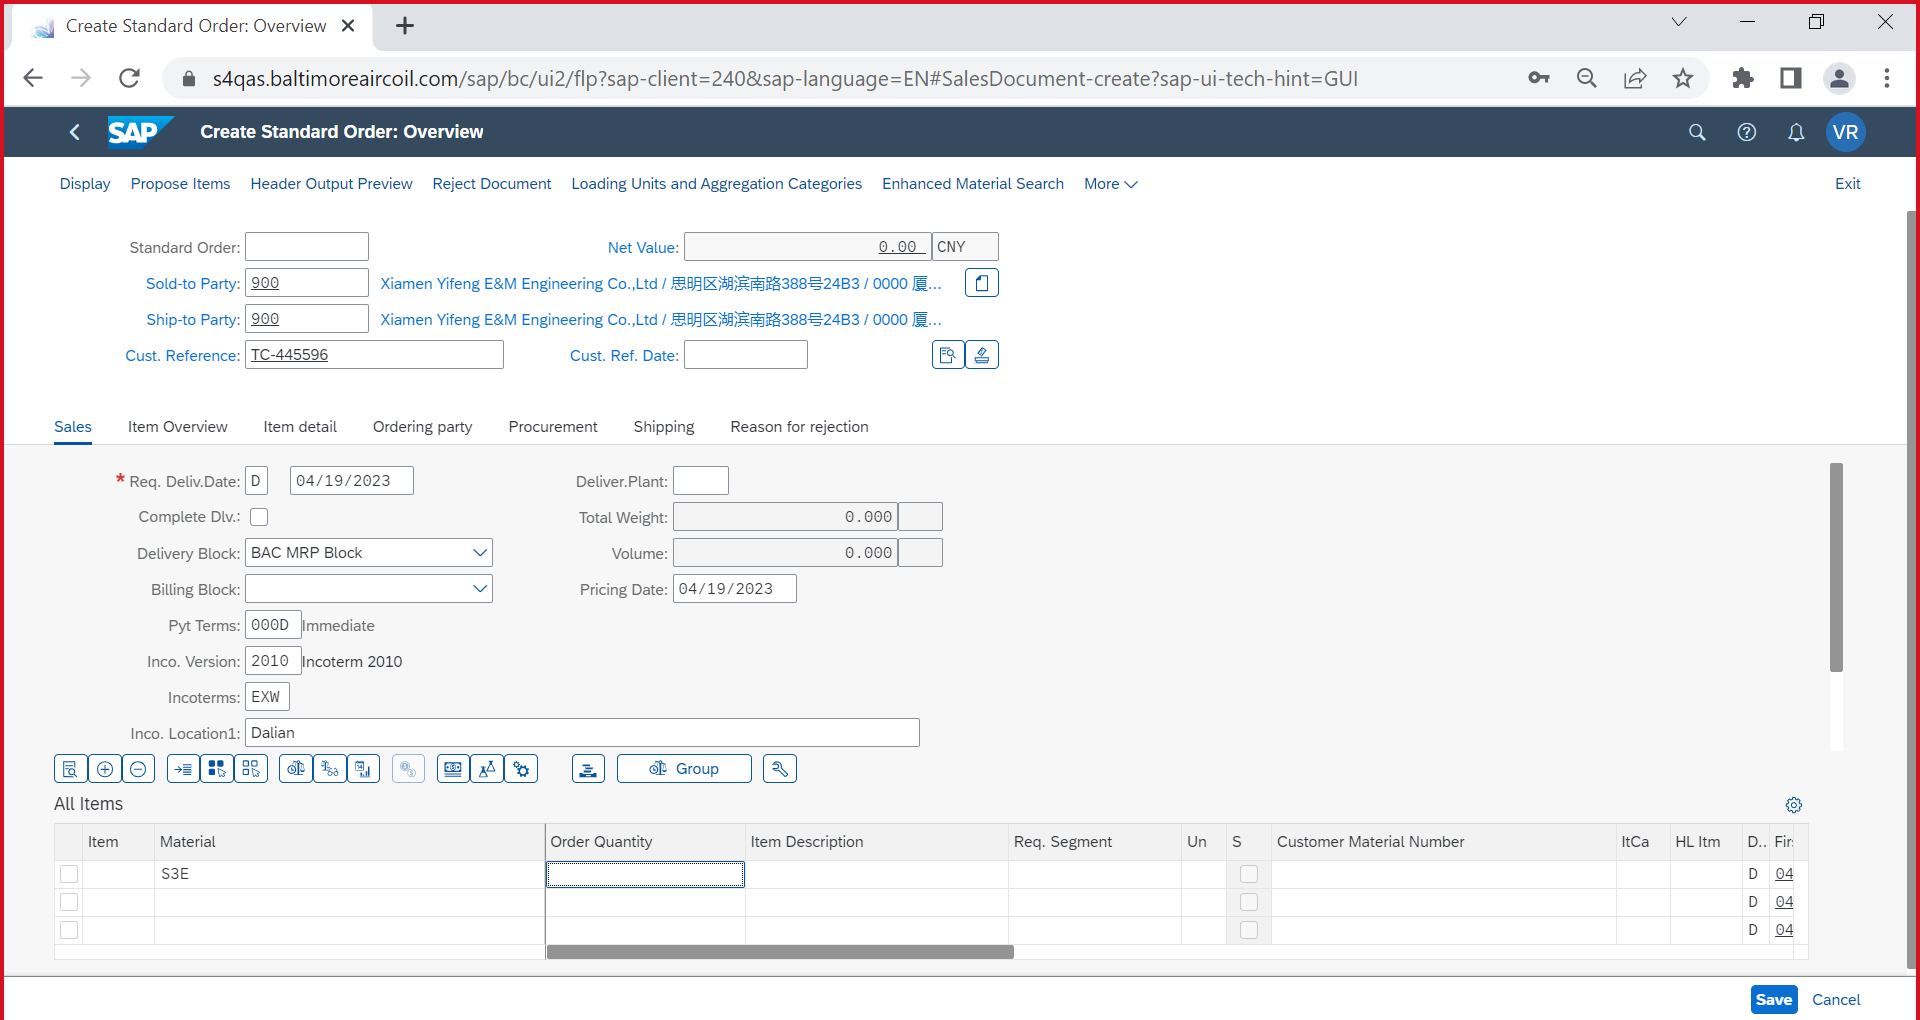 Create Standard Order: Overview
s4qas.baltimoreaircoil.com/sap/bc/ui2/flp?sap-client=240&sap-language=EN#SalesDocument-create?sap-ui-tech-hint=GUI
SAP Create Standard Order: Overview VR
Display Propose Items Header Output Preview Reject Document Loading Units and Aggregation Categories Enhanced Material Search More Exit
Standard Order: Net Value: 0.00 CNY
Sold-to Party: 900 Xiamen Yifeng E&M Engineering Co.,Ltd / 思明区湖滨南路388号24B3 / 0000 厦...
Ship-to Party: 900 Xiamen Yifeng E&M Engineering Co.,Ltd / 思明区湖滨南路388号24B3 / 0000 厦...
Cust. Reference: TC-445596 Cust. Ref. Date:
Sales Item Overview Item detail Ordering party Procurement Shipping Reason for rejection
* Req. Deliv.Date: D 04/19/2023 Deliver.Plant:
Complete Dlv.: Total Weight: 0.000
Delivery Block: BAC MRP Block Volume: 0.000
Billing Block: Pricing Date: 04/19/2023
Pyt Terms: 000D Immediate
Inco. Version: 2010 Incoterm 2010
Incoterms: EXW
Inco. Location1: Dalian
Group
All Items
Item Material Order Quantity Item Description Req. Segment Un S Customer Material Number ItCa HL Itm D.. Fir
S3E D 04
D 04
D 04
Save Cancel